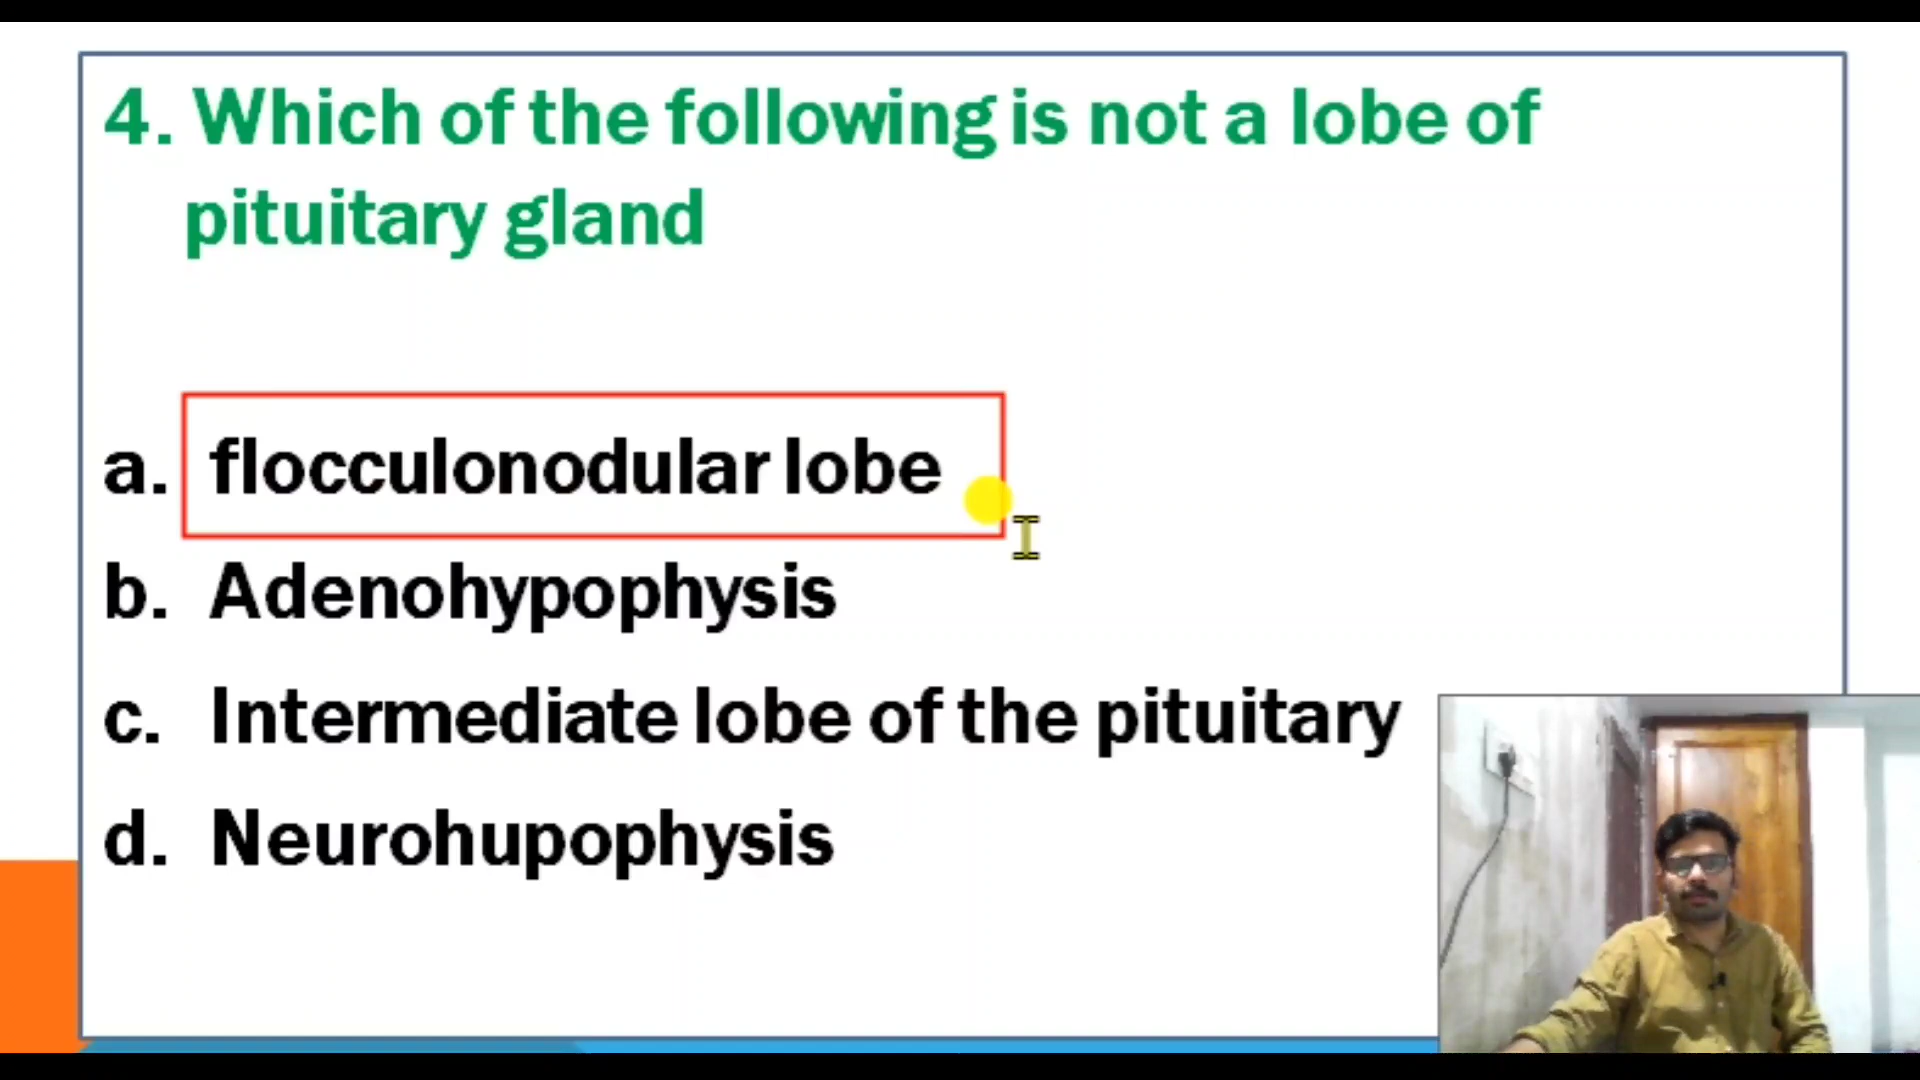 4. Which of the following is not a lobe of
pituitary gland
a. flocculonodular lobe
b. Adenohypophysis
c. Intermediate lobe of the pituitary
d. Neurohupophysis